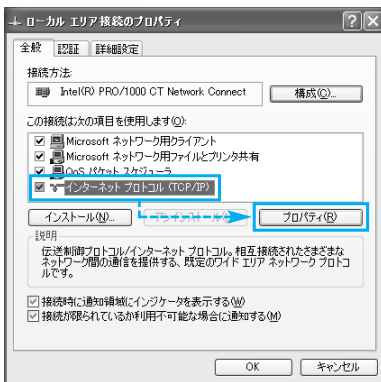 ローカル エリア接続のプロパティ
全般 認証 詳細設定
接続方法:
Intel(R) PRO/1000 CT Network Connect 構成(C)...
この接続は次の項目を使用します(O):
Microsoft ネットワーク用クライアント
Microsoft ネットワーク用ファイルとプリンタ共有
QoS パケット スケジューラ
インターネット プロトコル (TCP/IP)
インストール(N)... アンインストール(U) プロパティ(R)
説明
伝送制御プロトコル/インターネット プロトコル。相互接続されたさまざまな
ネットワーク間の通信を提供する、既定のワイド エリア ネットワーク プロトコ
ルです。
接続時に通知領域にインジケータを表示する(W)
接続が限られているか利用不可能な場合に通知する(M)
OK キャンセル